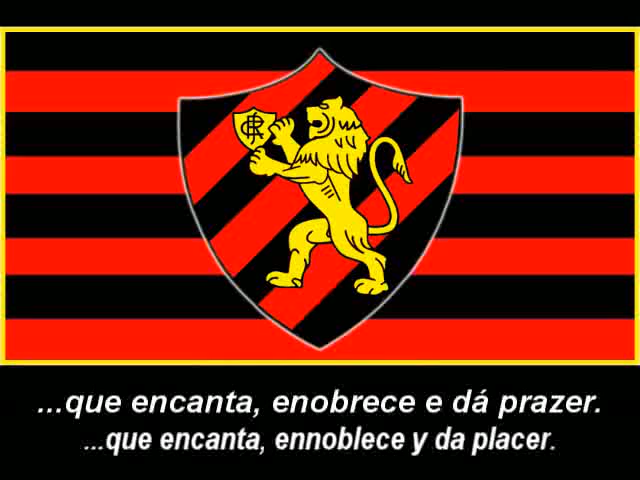 ...que encanta, enobrece e dá prazer.
...que encanta, ennoblece y da placer.